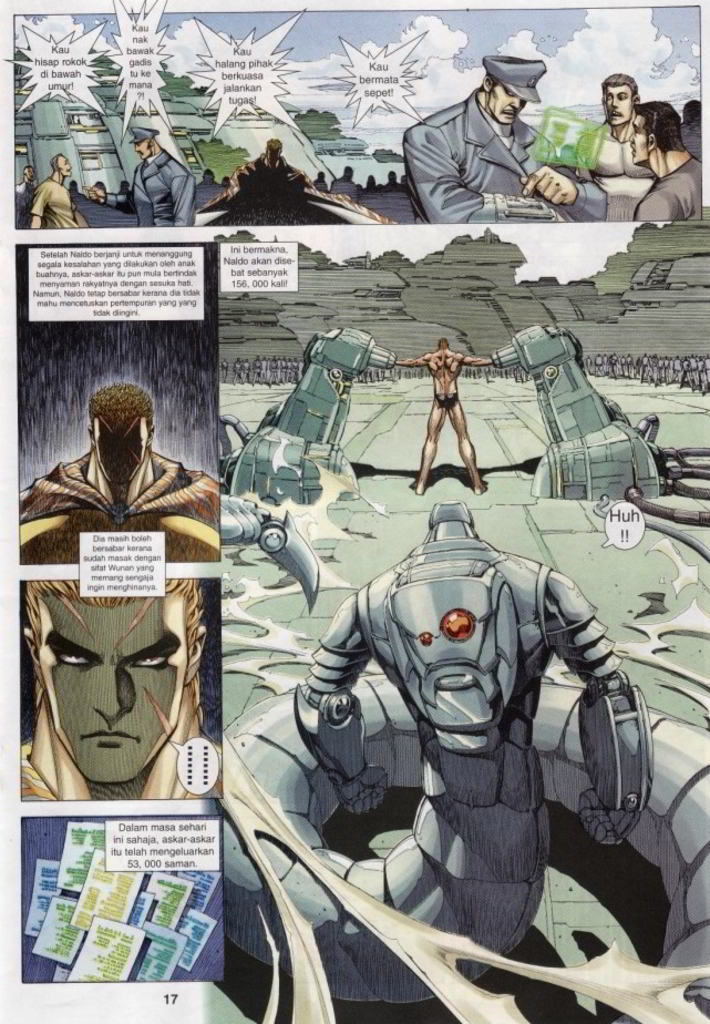 Kau
hisap rokok
di bawah
umur!
Kau
nak
bawak
gadis
tu ke
mana
?!
Kau
halang pihak
berkuasa
jalankan
tugas!
Kau
bermata
sepet!
Setelah Naldo berjanji untuk menanggung
segala kesalahan yang dilakukan oleh anak
buahnya, askar-askar itu pun mula bertindak
menyaman rakyatnya dengan sesuka hati.
Namun, Naldo tetap bersabar kerana dia tidak
mahu mencetuskan pertempuran yang yang
tidak diingini.
Dia masih boleh
bersabar kerana
sudah masak dengan
sifat Wunan yang
memang sengaja
ingin menghinanya.
Dalam masa sehari
ini sahaja, askar-askar
itu telah mengeluarkan
53, 000 saman.
Ini bermakna,
Naldo akan dise-
bat sebanyak
156, 000 kali!
Huh
!!
17